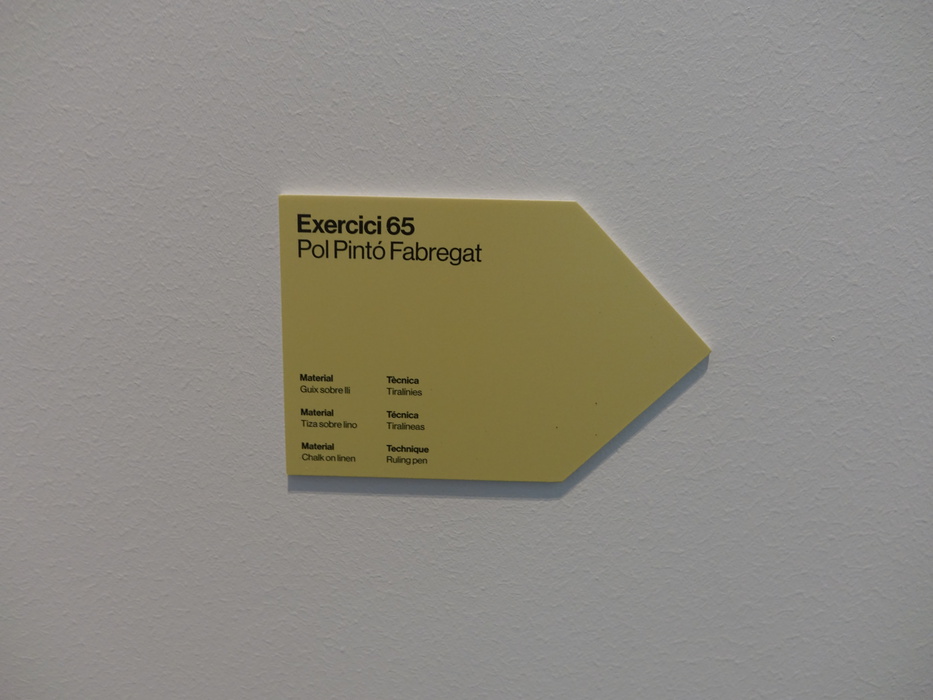 Exercici 65
Pol Pintó Fabregat
Material
Guix sobre lli
Tècnica
Tiralínies
Material
Tiza sobre lino
Técnica
Tiralíneas
Material
Chalk on linen
Technique
Ruling pen